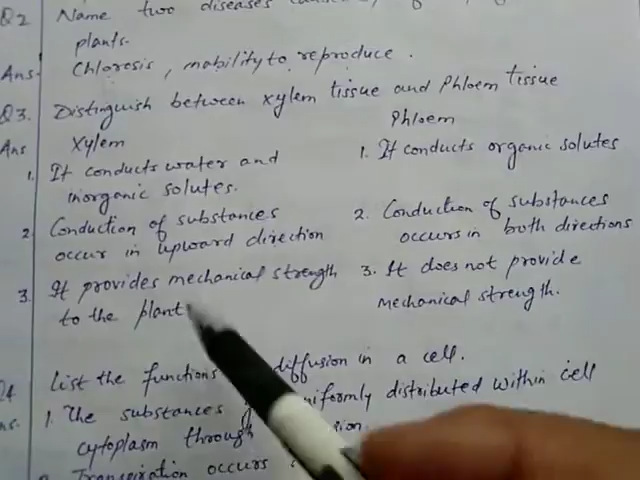 Q2 Name two diseases
plants.
Ans. Chlorosis, mability to reproduce.
Q3. Distinguish between xylem tissue and Phloem tissue
Ans Xylem Phloem
1. It conducts water and 1. It conducts organic solutes
inorganic solutes.
2 Conduction of substances 2. Conduction of substances
occur in upward direction occurs in both directions
3. It provides mechanical strength 3. It does not provide
to the plant mechanical strength.
Q4 List the functions diffusion in a cell.
Ans. 1. The substances uniformly distributed within cell
cytoplasm through
Transpiration occurs